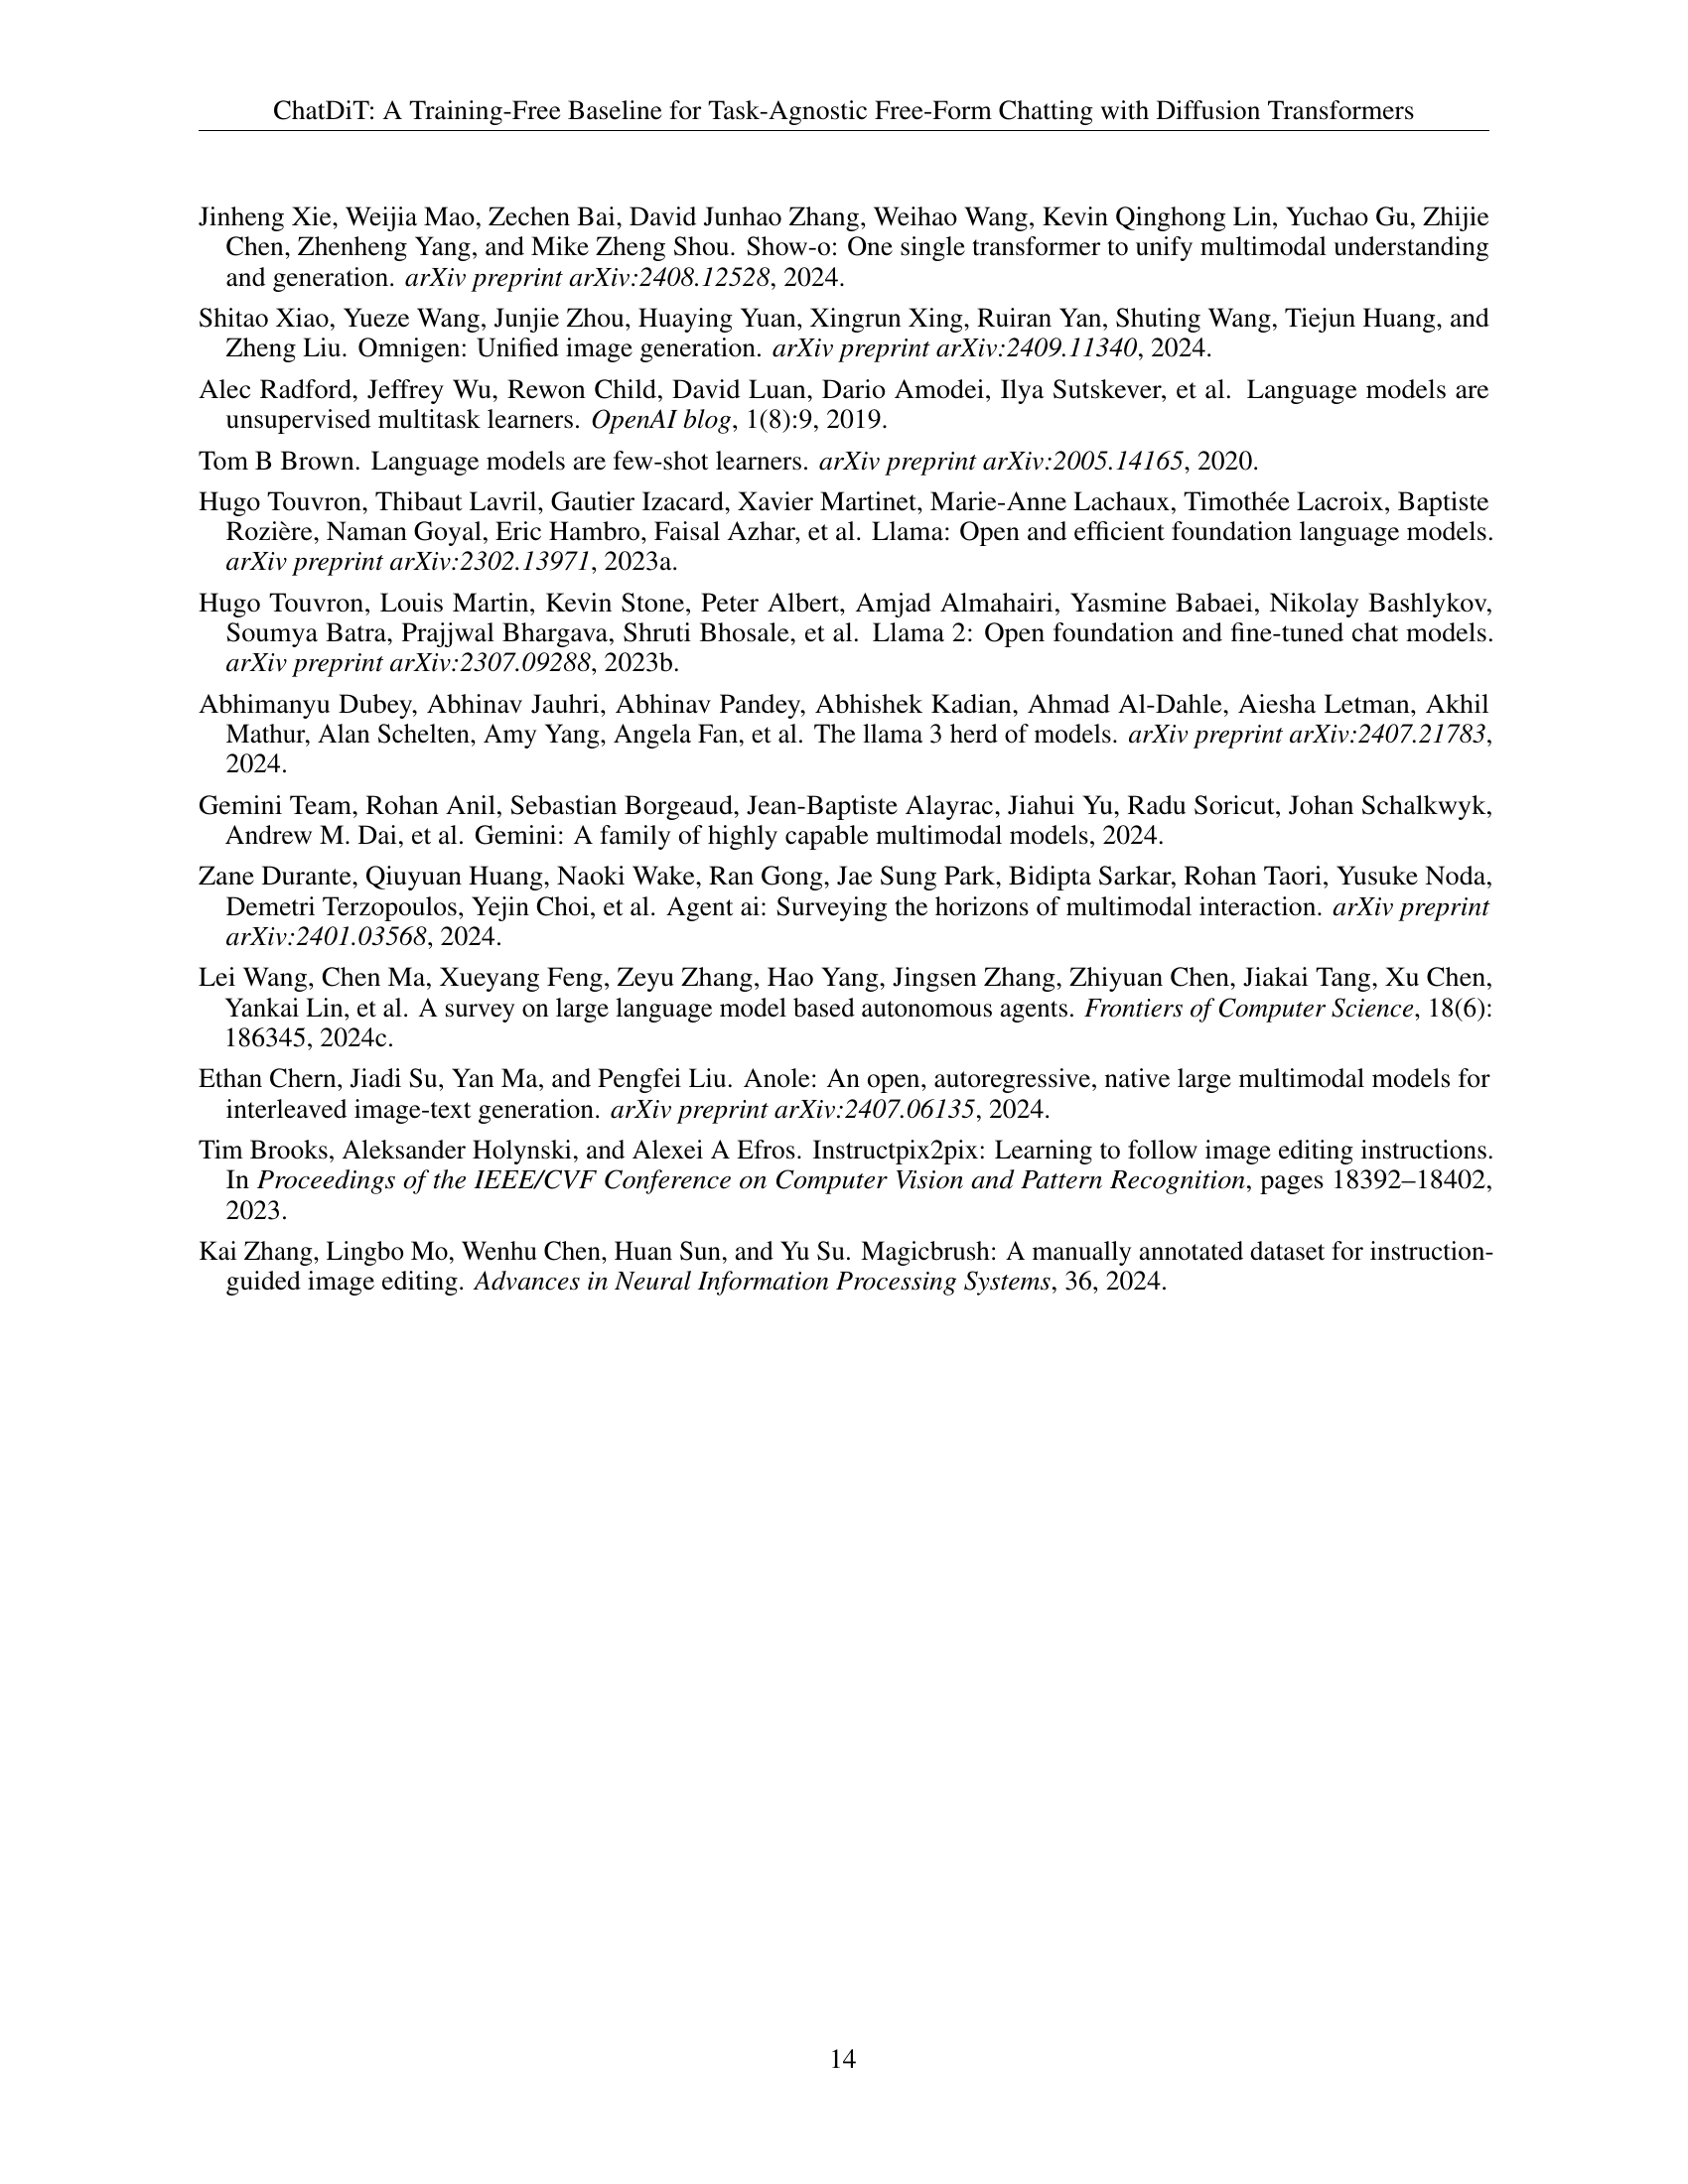 ChatDiT: A Training-Free Baseline for Task-Agnostic Free-Form Chatting with Diffusion Transformers
Jinheng Xie, Weijia Mao, Zechen Bai, David Junhao Zhang, Weihao Wang, Kevin Qinghong Lin, Yuchao Gu, Zhijie
Chen, Zhenheng Yang, and Mike Zheng Shou. Show-o: One single transformer to unify multimodal understanding
and generation. arXiv preprint arXiv:2408.12528, 2024.
Shitao Xiao, Yueze Wang, Junjie Zhou, Huaying Yuan, Xingrun Xing, Ruiran Yan, Shuting Wang, Tiejun Huang, and
Zheng Liu. Omnigen: Unified image generation. arXiv preprint arXiv:2409.11340, 2024.
Alec Radford, Jeffrey Wu, Rewon Child, David Luan, Dario Amodei, Ilya Sutskever, et al. Language models are
unsupervised multitask learners. OpenAI blog, 1(8):9, 2019.
Tom B Brown. Language models are few-shot learners. arXiv preprint arXiv:2005.14165, 2020.
Hugo Touvron, Thibaut Lavril, Gautier Izacard, Xavier Martinet, Marie-Anne Lachaux, Timothée Lacroix, Baptiste
Rozière, Naman Goyal, Eric Hambro, Faisal Azhar, et al. Llama: Open and efficient foundation language models.
arXiv preprint arXiv:2302.13971, 2023a.
Hugo Touvron, Louis Martin, Kevin Stone, Peter Albert, Amjad Almahairi, Yasmine Babaei, Nikolay Bashlykov,
Soumya Batra, Prajjwal Bhargava, Shruti Bhosale, et al. Llama 2: Open foundation and fine-tuned chat models.
arXiv preprint arXiv:2307.09288, 2023b.
Abhimanyu Dubey, Abhinav Jauhri, Abhinav Pandey, Abhishek Kadian, Ahmad Al-Dahle, Aiesha Letman, Akhil
Mathur, Alan Schelten, Amy Yang, Angela Fan, et al. The llama 3 herd of models. arXiv preprint arXiv:2407.21783,
2024.
Gemini Team, Rohan Anil, Sebastian Borgeaud, Jean-Baptiste Alayrac, Jiahui Yu, Radu Soricut, Johan Schalkwyk,
Andrew M. Dai, et al. Gemini: A family of highly capable multimodal models, 2024.
Zane Durante, Qiuyuan Huang, Naoki Wake, Ran Gong, Jae Sung Park, Bidipta Sarkar, Rohan Taori, Yusuke Noda,
Demetri Terzopoulos, Yejin Choi, et al. Agent ai: Surveying the horizons of multimodal interaction. arXiv preprint
arXiv:2401.03568, 2024.
Lei Wang, Chen Ma, Xueyang Feng, Zeyu Zhang, Hao Yang, Jingsen Zhang, Zhiyuan Chen, Jiakai Tang, Xu Chen,
Yankai Lin, et al. A survey on large language model based autonomous agents. Frontiers of Computer Science, 18(6):
186345, 2024c.
Ethan Chern, Jiadi Su, Yan Ma, and Pengfei Liu. Anole: An open, autoregressive, native large multimodal models for
interleaved image-text generation. arXiv preprint arXiv:2407.06135, 2024.
Tim Brooks, Aleksander Holynski, and Alexei A Efros. Instructpix2pix: Learning to follow image editing instructions.
In Proceedings of the IEEE/CVF Conference on Computer Vision and Pattern Recognition, pages 18392–18402,
2023.
Kai Zhang, Lingbo Mo, Wenhu Chen, Huan Sun, and Yu Su. Magicbrush: A manually annotated dataset for instruction-
guided image editing. Advances in Neural Information Processing Systems, 36, 2024.
14